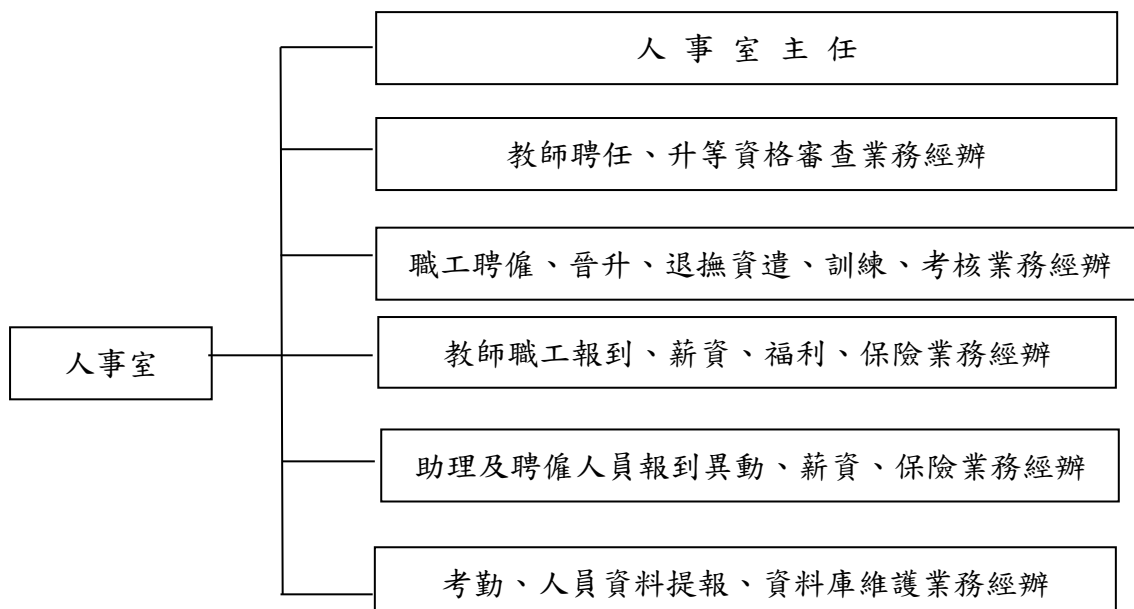 人事室主任
教師聘任、升等資格審查業務經辦
職工聘僱、晉升、退撫資遣、訓練、考核業務經辦
人事室
教師職工報到、薪資、福利、保險業務經辦
助理及聘僱人員報到異動、薪資、保險業務經辦
考勤、人員資料提報、資料庫維護業務經辦